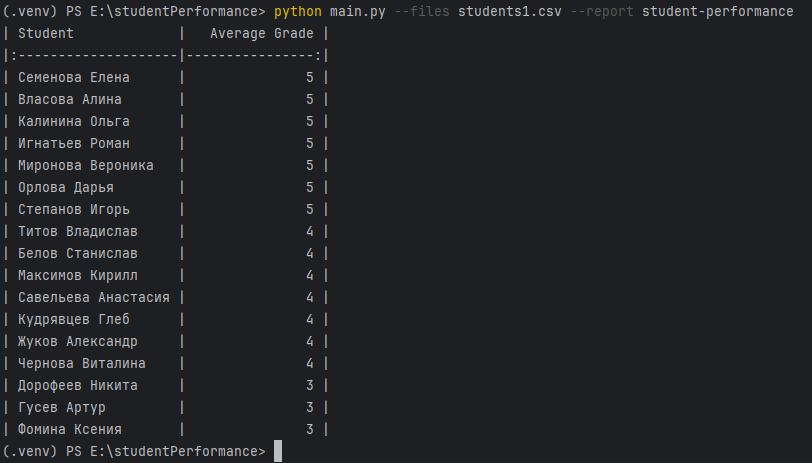 (.venv) PS E:\studentPerformance> python main.py --files students1.csv --report student-performance
| Student            |   Average Grade |
|:-------------------|----------------:|
| Семенова Елена     |               5 |
| Власова Алина      |               5 |
| Калинина Ольга     |               5 |
| Игнатьев Роман     |               5 |
| Миронова Вероника  |               5 |
| Орлова Дарья       |               5 |
| Степанов Игорь     |               5 |
| Титов Владислав    |               4 |
| Белов Станислав    |               4 |
| Максимов Кирилл    |               4 |
| Савельева Анастасия |               4 |
| Кудрявцев Глеб     |               4 |
| Жуков Александр    |               4 |
| Чернова Виталина   |               4 |
| Дорофеев Никита    |               3 |
| Гусев Артур        |               3 |
| Фомина Ксения      |               3 |
(.venv) PS E:\studentPerformance>